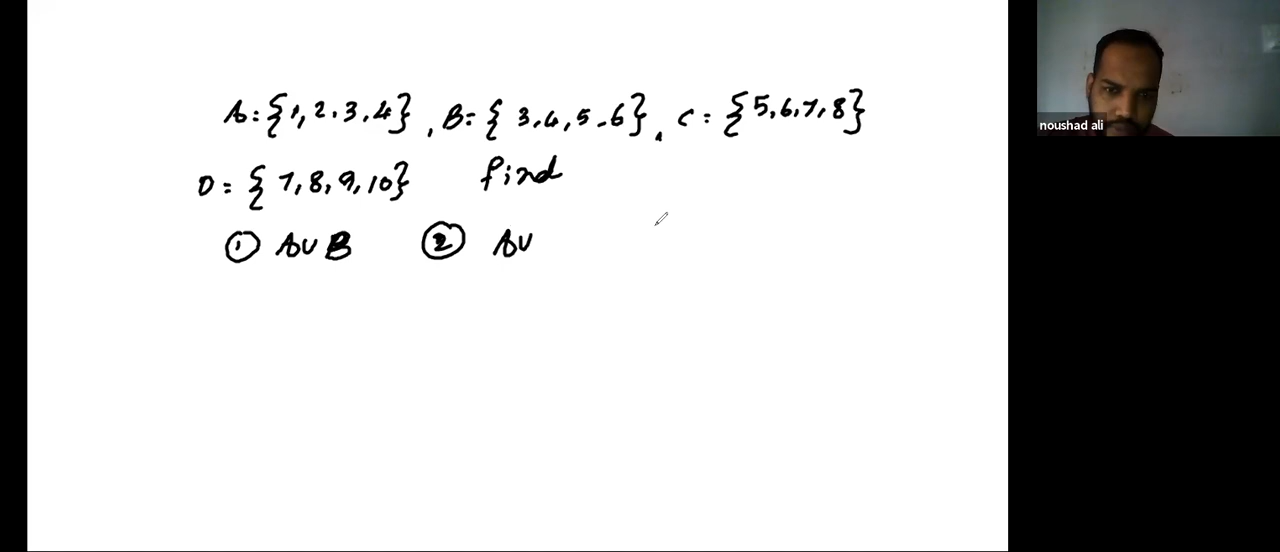 A = {1, 2, 3, 4}, B = { 3, 4, 5, 6}, C = {5, 6, 7, 8}
D = { 7, 8, 9, 10} find
① A∪B ② A∪
noushad ali